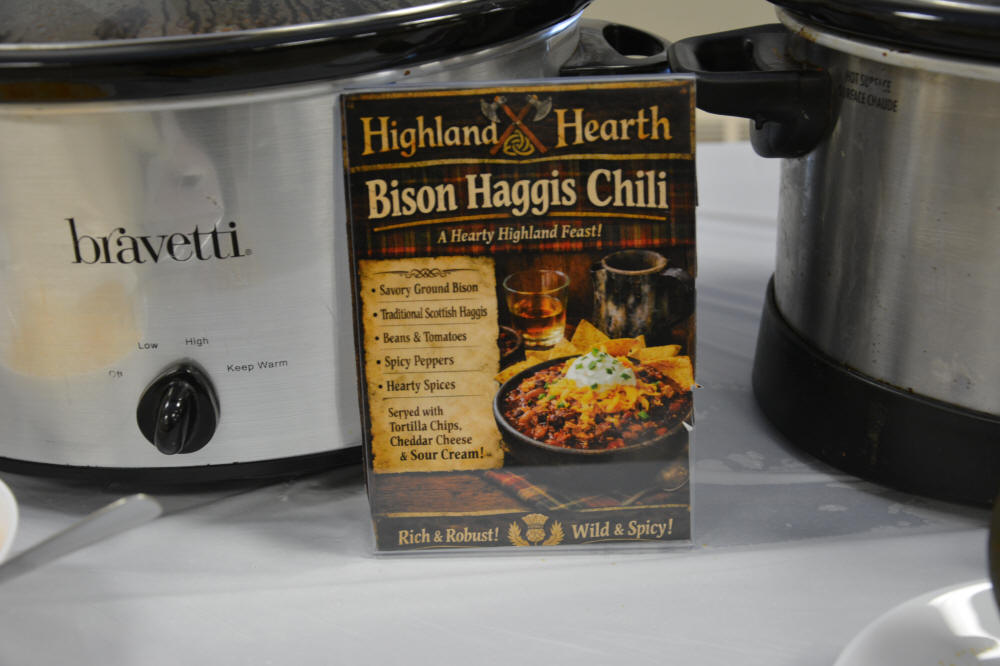 Highland Hearth
Bison Haggis Chili
A Hearty Highland Feast!
• Savory Ground Bison
• Traditional Scottish Haggis
• Beans & Tomatoes
• Spicy Peppers
• Hearty Spices
Served with
Tortilla Chips,
Cheddar Cheese
& Sour Cream!
Rich & Robust! Wild & Spicy!
bravetti®
Off
Low
High
Keep Warm
HOT SURFACE
SURFACE CHAUDE